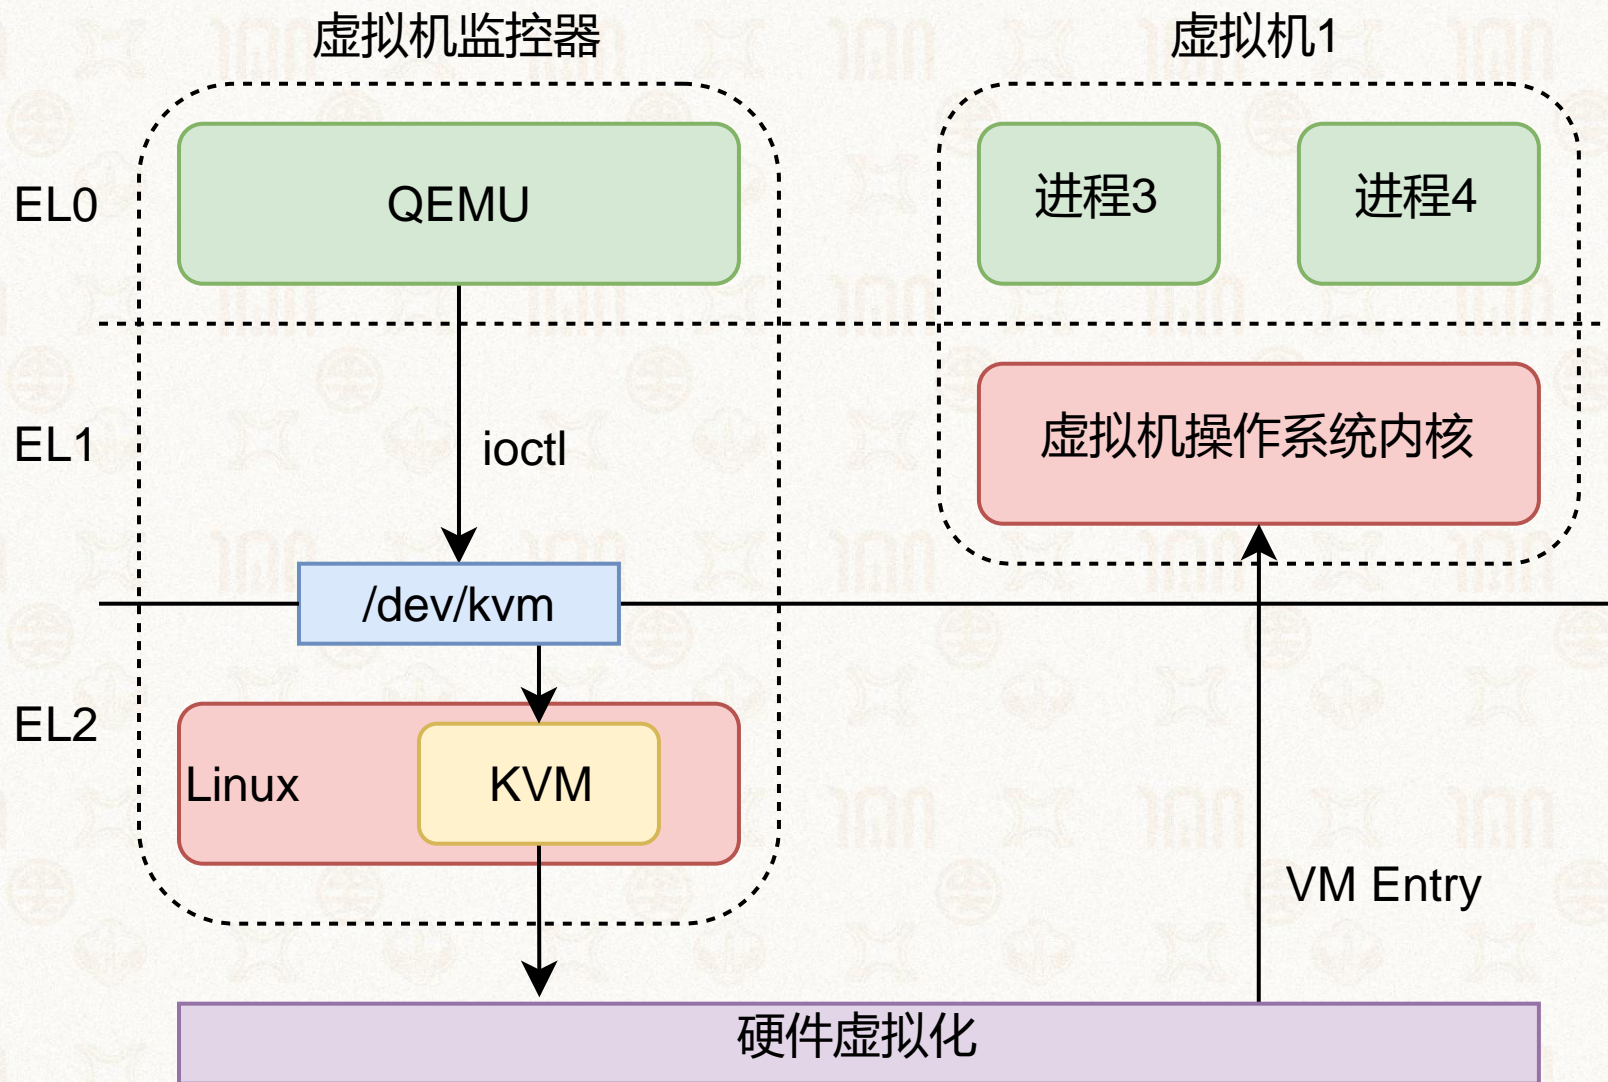 虚拟机监控器
虚拟机1
EL0
QEMU
进程3
进程4
EL1
ioctl
虚拟机操作系统内核
/dev/kvm
EL2
Linux
KVM
VM Entry
硬件虚拟化